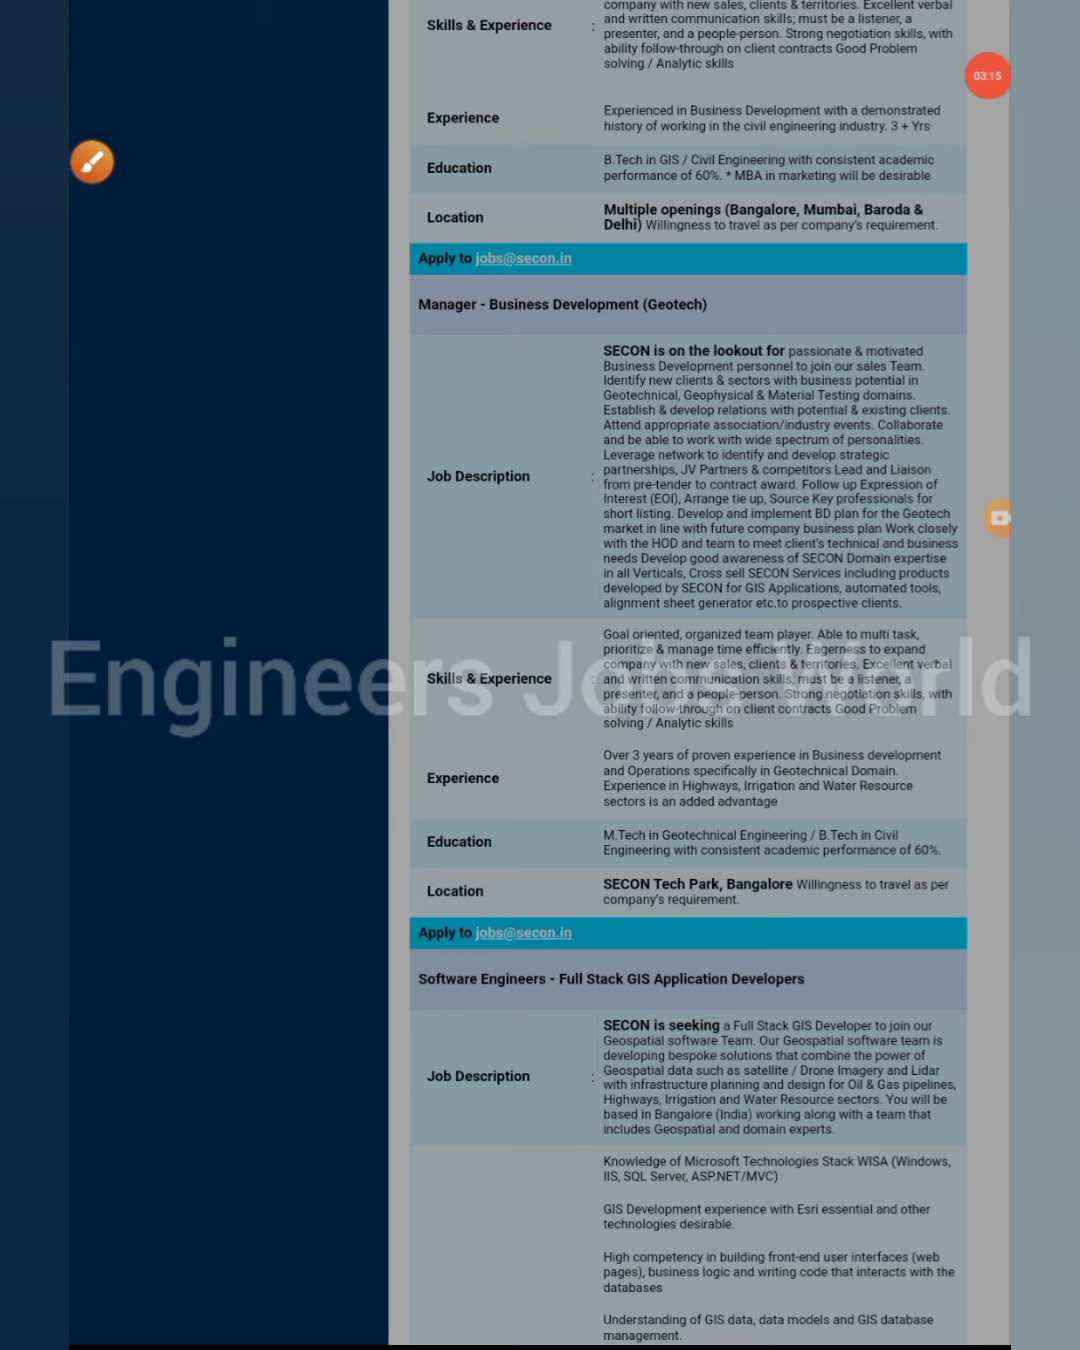 company with new sales, clients & territories. Excellent verbal
Skills & Experience : and written communication skills; must be a listener, a
presenter, and a people-person. Strong negotiation skills, with
ability follow-through on client contracts Good Problem
solving / Analytic skills
03:15
Experience
Experienced in Business Development with a demonstrated
history of working in the civil engineering industry. 3 + Yrs
Education
B.Tech in GIS / Civil Engineering with consistent academic
performance of 60%. * MBA in marketing will be desirable
Location
Multiple openings (Bangalore, Mumbai, Baroda &
Delhi) Willingness to travel as per company's requirement.
Apply to jobs@secon.in
Manager - Business Development (Geotech)
Job Description :
SECON is on the lookout for passionate & motivated
Business Development personnel to join our sales Team.
Identify new clients & sectors with business potential in
Geotechnical, Geophysical & Material Testing domains.
Establish & develop relations with potential & existing clients.
Attend appropriate association/industry events. Collaborate
and be able to work with wide spectrum of personalities.
Leverage network to identify and develop strategic
partnerships, JV Partners & competitors Lead and Liaison
from pre-tender to contract award. Follow up Expression of
Interest (EOI), Arrange tie up, Source Key professionals for
short listing. Develop and implement BD plan for the Geotech
market in line with future company business plan Work closely
with the HOD and team to meet client's technical and business
needs Develop good awareness of SECON Domain expertise
in all Verticals, Cross sell SECON Services including products
developed by SECON for GIS Applications, automated tools,
alignment sheet generator etc.to prospective clients.
Engineers Jobs World
Skills & Experience :
Goal oriented, organized team player. Able to multi task,
prioritize & manage time efficiently. Eagerness to expand
company with new sales, clients & territories. Excellent verbal
and written communication skills; must be a listener, a
presenter, and a people-person. Strong negotiation skills, with
ability follow-through on client contracts Good Problem
solving / Analytic skills
Experience
Over 3 years of proven experience in Business development
and Operations specifically in Geotechnical Domain.
Experience in Highways, Irrigation and Water Resource
sectors is an added advantage
Education
M.Tech in Geotechnical Engineering / B.Tech in Civil
Engineering with consistent academic performance of 60%.
Location
SECON Tech Park, Bangalore Willingness to travel as per
company's requirement.
Apply to jobs@secon.in
Software Engineers - Full Stack GIS Application Developers
Job Description :
SECON is seeking a Full Stack GIS Developer to join our
Geospatial software Team. Our Geospatial software team is
developing bespoke solutions that combine the power of
Geospatial data such as satellite / Drone Imagery and Lidar
with infrastructure planning and design for Oil & Gas pipelines,
Highways, Irrigation and Water Resource sectors. You will be
based in Bangalore (India) working along with a team that
includes Geospatial and domain experts.
Knowledge of Microsoft Technologies Stack WISA (Windows,
IIS, SQL Server, ASP.NET/MVC)
GIS Development experience with Esri essential and other
technologies desirable.
High competency in building front-end user interfaces (web
pages), business logic and writing code that interacts with the
databases
Understanding of GIS data, data models and GIS database
management.